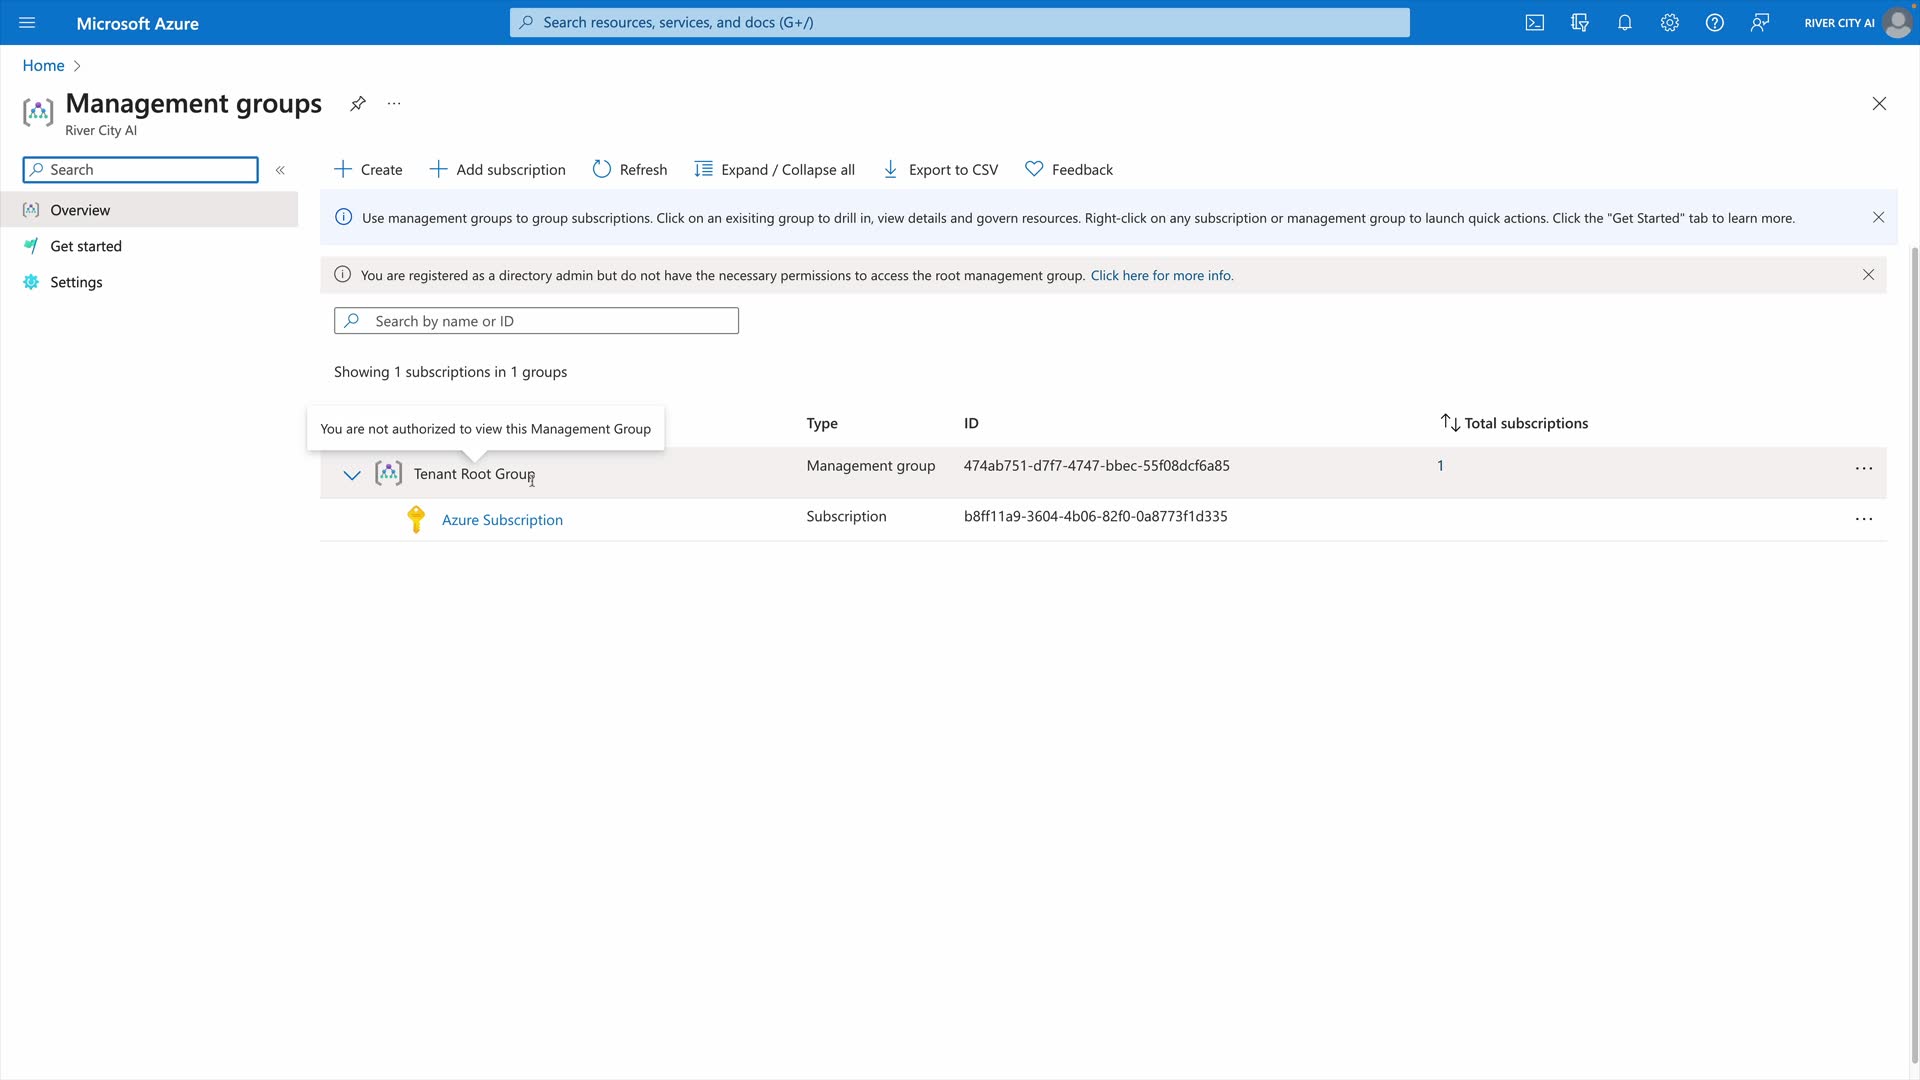 Microsoft Azure
Search resources, services, and docs (G+/)
RIVER CITY AI
Home
Management groups
River City AI
Search
Create
Add subscription
Refresh
Expand / Collapse all
Export to CSV
Feedback
Overview
Get started
Settings
Use management groups to group subscriptions. Click on an exisiting group to drill in, view details and govern resources. Right-click on any subscription or management group to launch quick actions. Click the "Get Started" tab to learn more.
You are registered as a directory admin but do not have the necessary permissions to access the root management group. Click here for more info.
Search by name or ID
Showing 1 subscriptions in 1 groups
You are not authorized to view this Management Group
Type
ID
Total subscriptions
Tenant Root Group
Management group
474ab751-d7f7-4747-bbec-55f08dcf6a85
1
Azure Subscription
Subscription
b8ff11a9-3604-4b06-82f0-0a8773f1d335